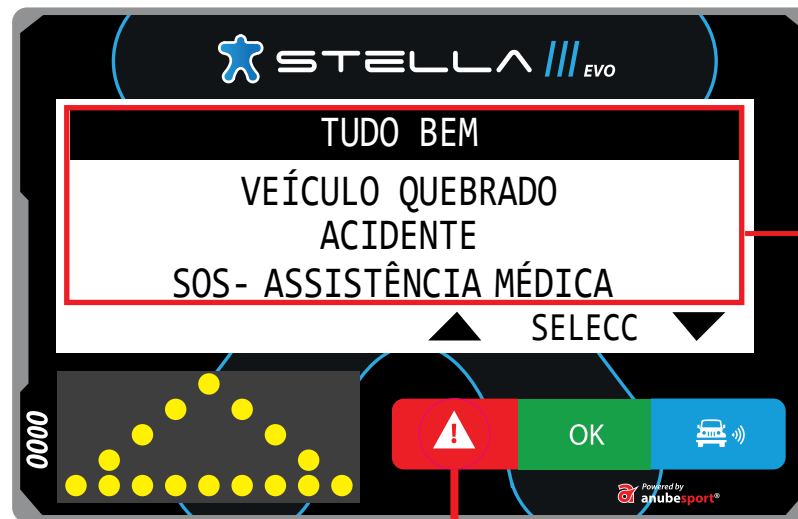 STELLA III EVO
TUDO BEM
VEÍCULO QUEBRADO
ACIDENTE
SOS- ASSISTÊNCIA MÉDICA
SELECC
0000
OK
Powered by
anubesport®